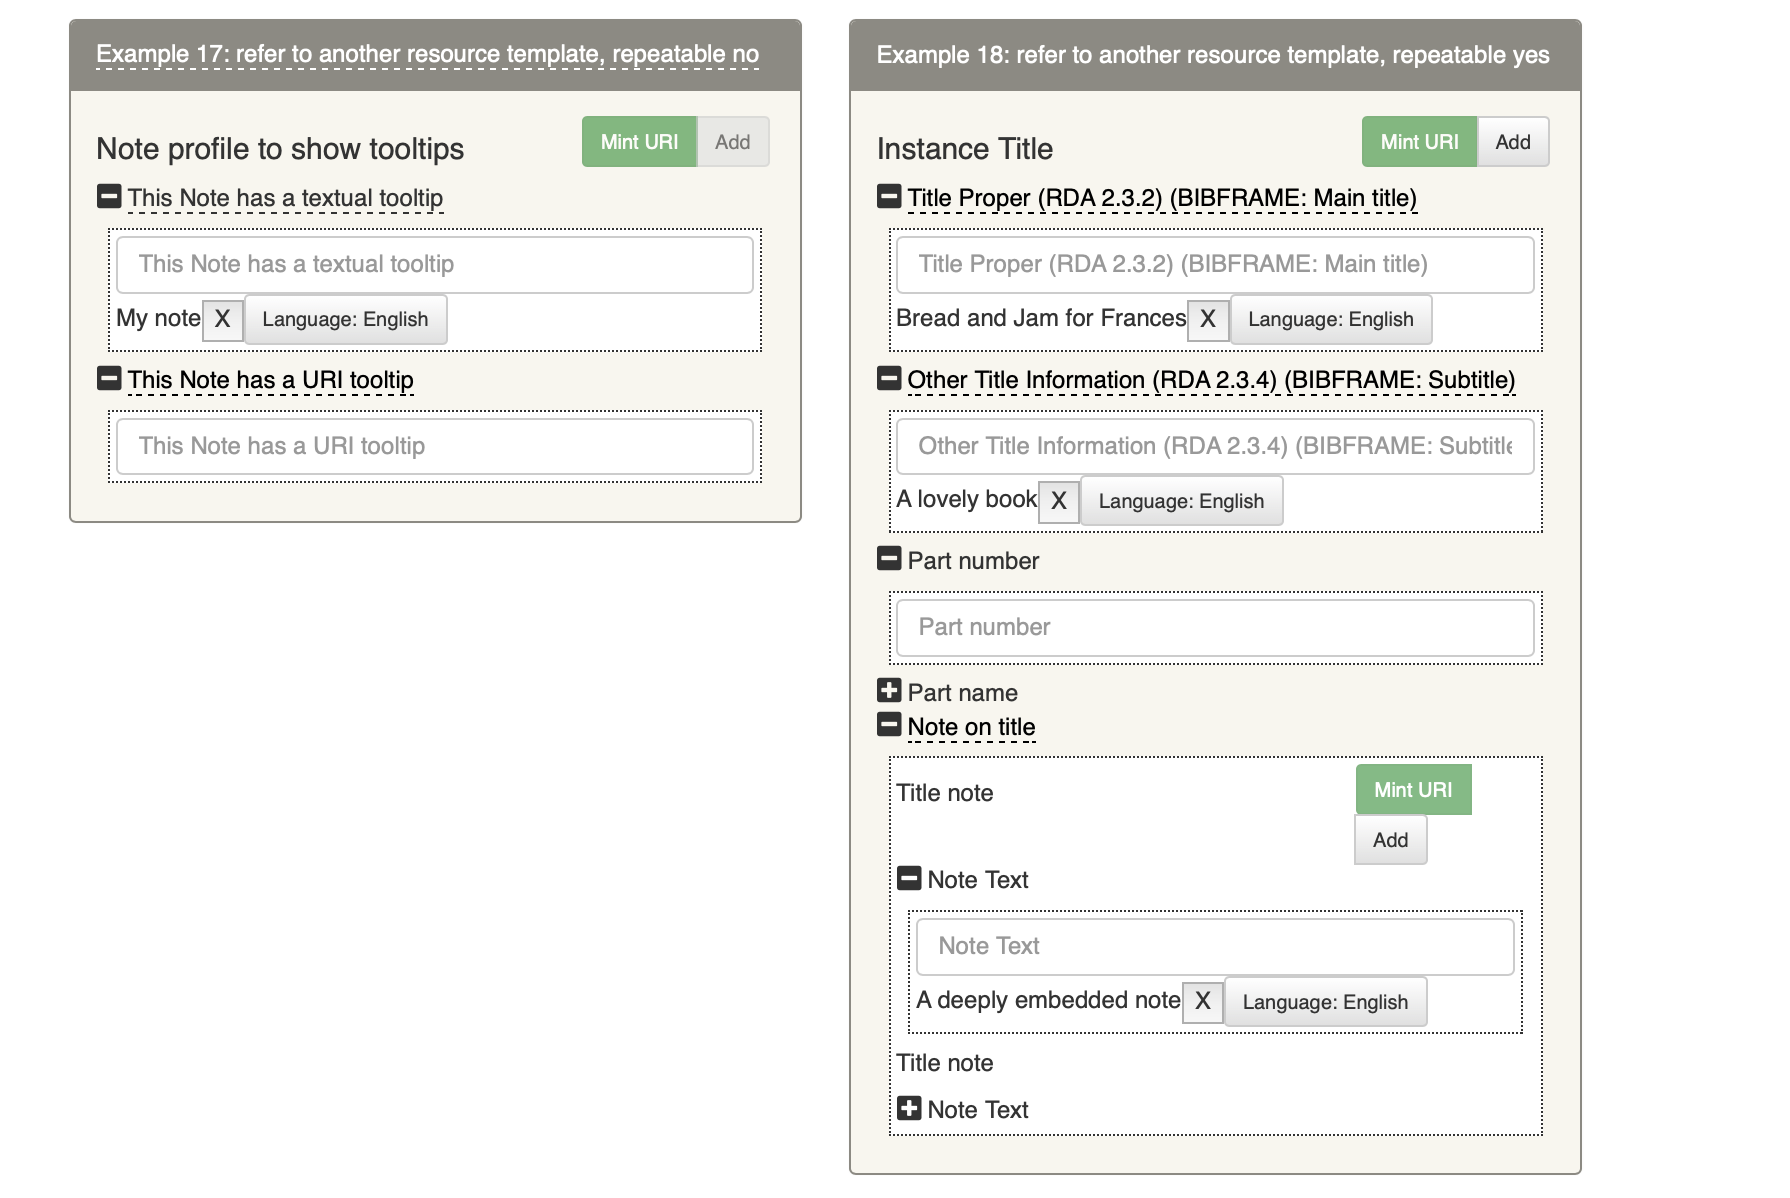 Example 17: refer to another resource template, repeatable no
Note profile to show tooltips
Mint URI Add
This Note has a textual tooltip
This Note has a textual tooltip
My note X Language: English
This Note has a URI tooltip
This Note has a URI tooltip
Example 18: refer to another resource template, repeatable yes
Instance Title
Mint URI Add
Title Proper (RDA 2.3.2) (BIBFRAME: Main title)
Title Proper (RDA 2.3.2) (BIBFRAME: Main title)
Bread and Jam for Frances X Language: English
Other Title Information (RDA 2.3.4) (BIBFRAME: Subtitle)
Other Title Information (RDA 2.3.4) (BIBFRAME: Subtitle
A lovely book X Language: English
Part number
Part number
Part name
Note on title
Title note
Mint URI
Add
Note Text
Note Text
A deeply embedded note X Language: English
Title note
Note Text